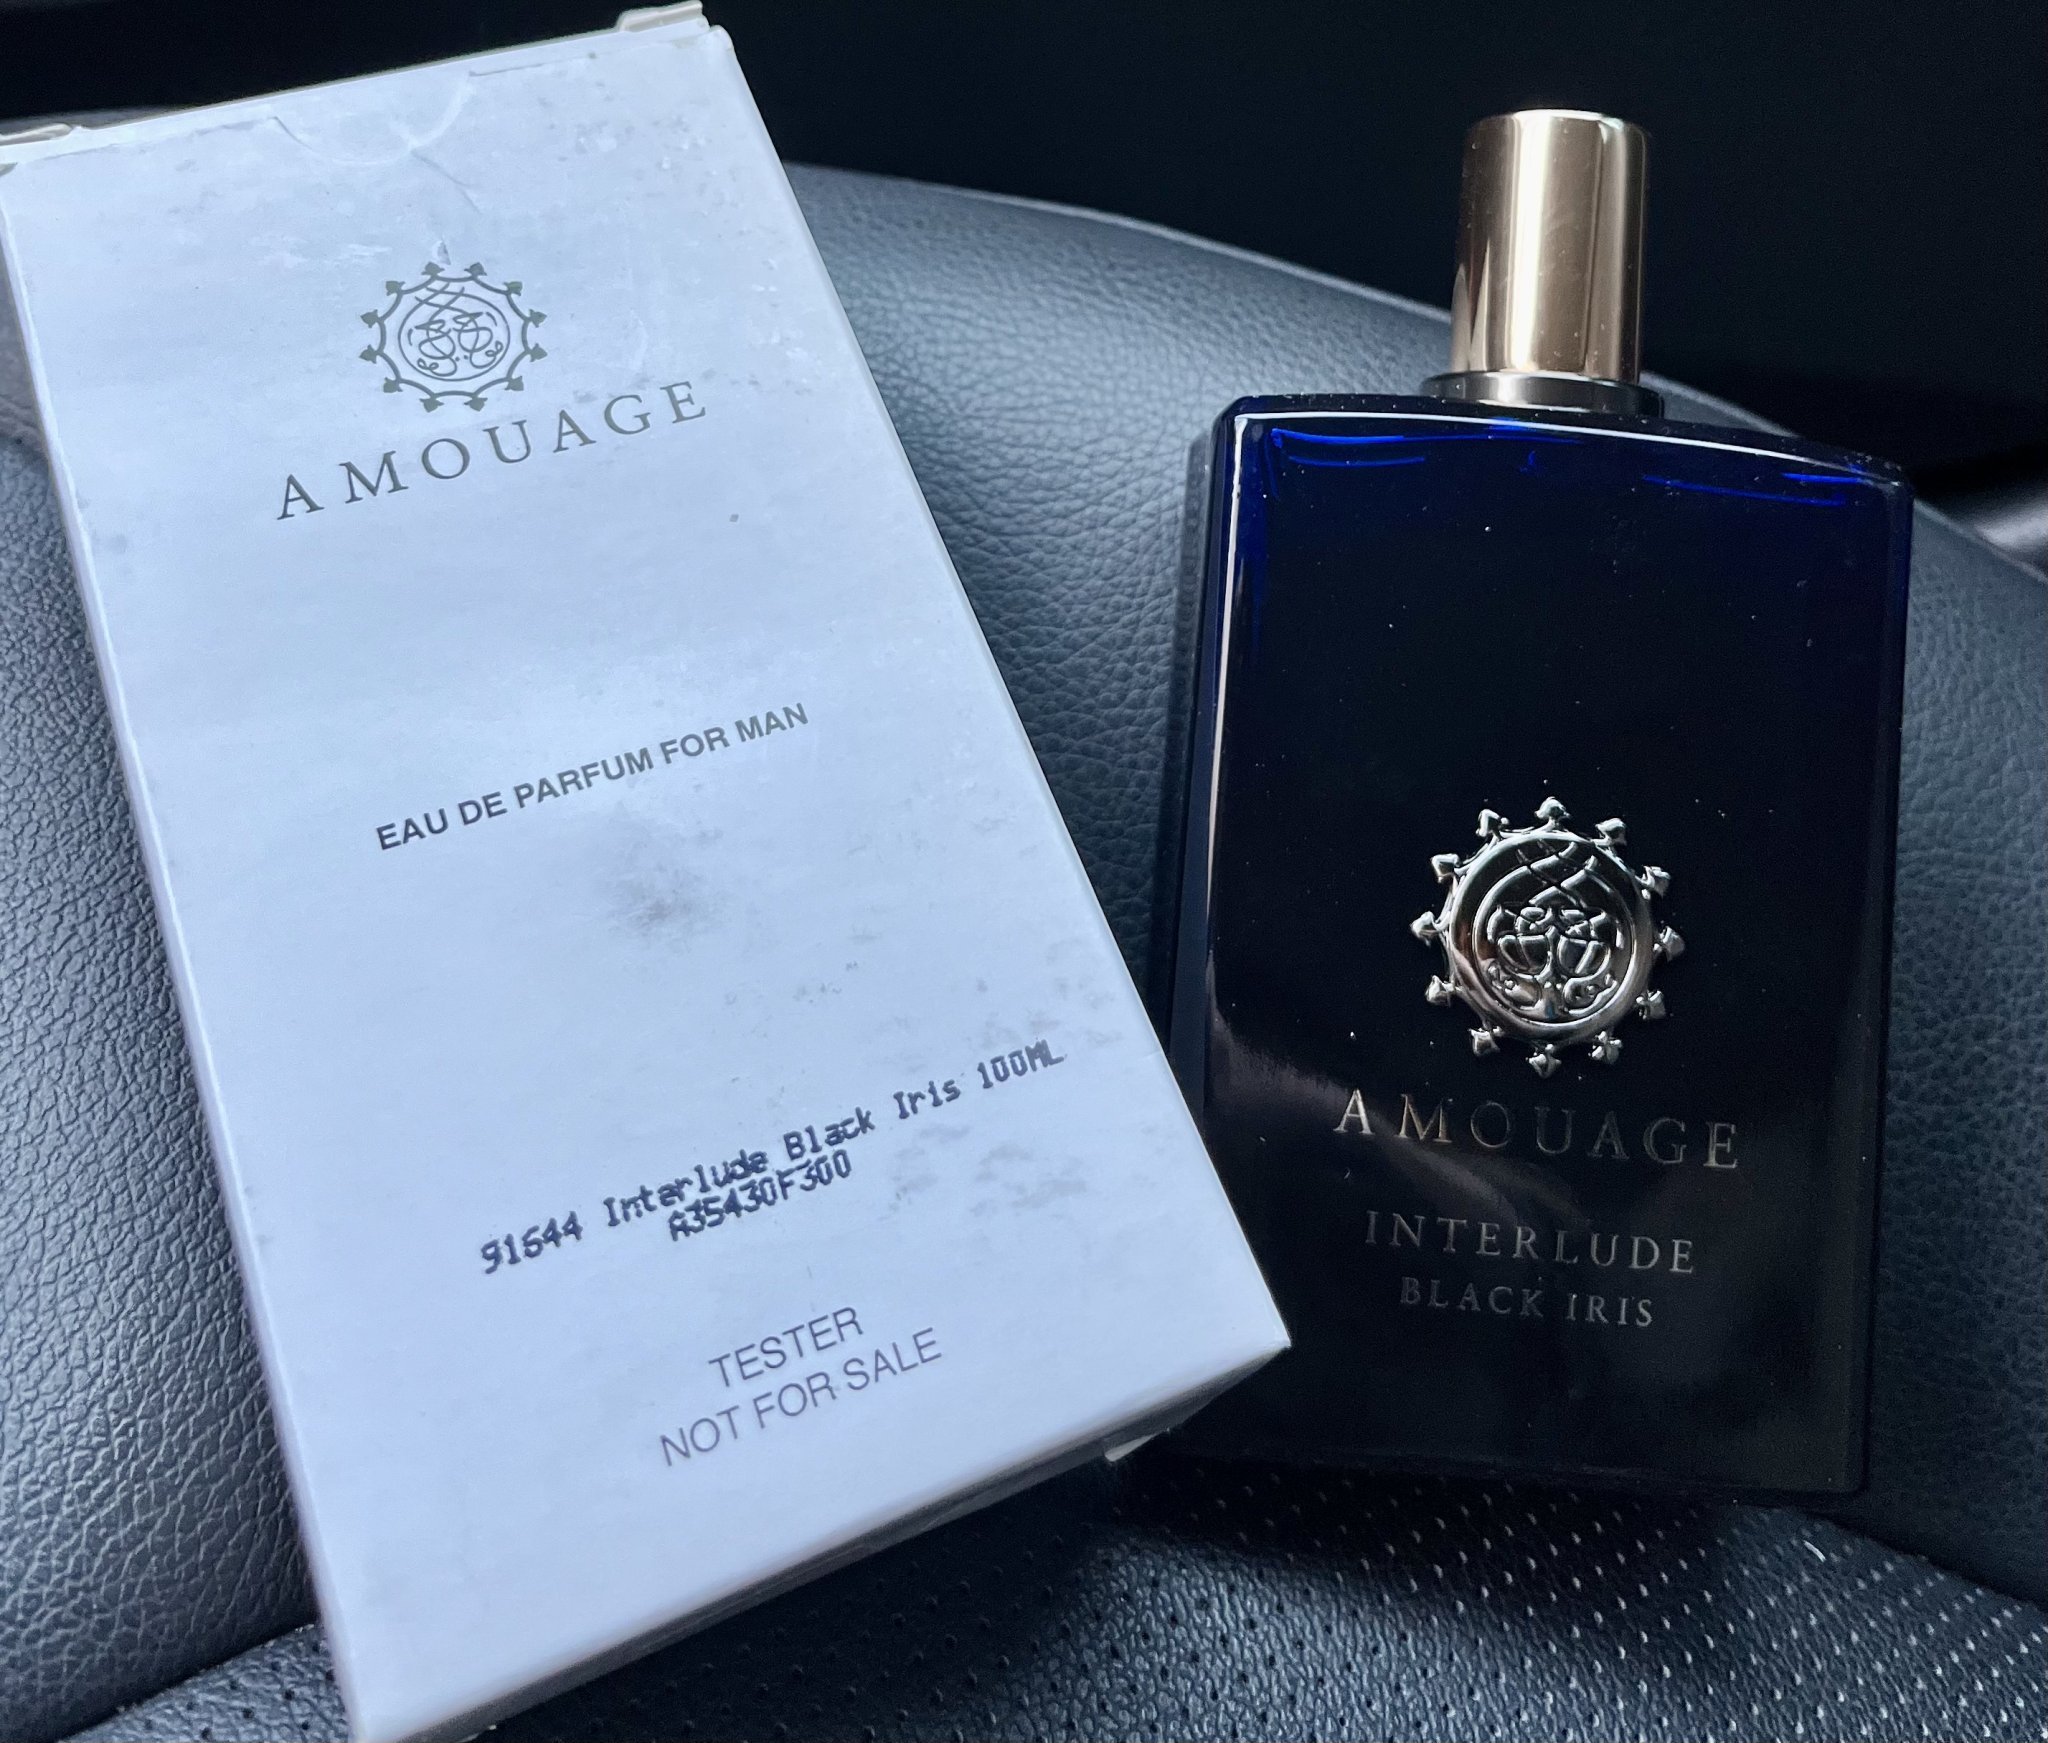 AMOUAGE
EAU DE PARFUM FOR MAN
91644 Interlude Black Iris 100ML
A35430F300
TESTER
NOT FOR SALE
AMOUAGE
INTERLUDE
BLACK IRIS